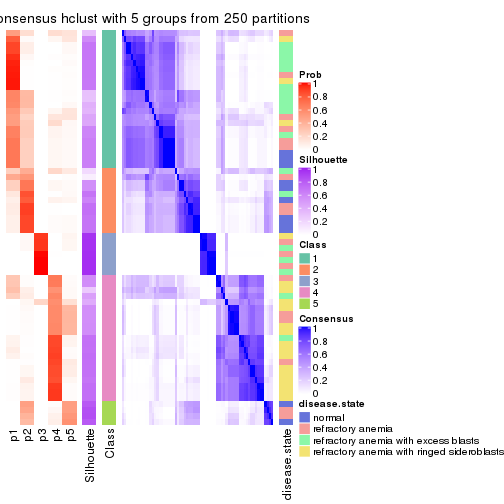 onsensus hclust with 5 groups from 250 partitions
Prob
1
0.8
0.6
0.4
0.2
0
Silhouette
1
0.8
0.6
0.4
0.2
0
Class
1
2
3
4
5
Consensus
1
0.8
0.6
0.4
0.2
0
disease.state
normal
refractory anemia
refractory anemia with excess blasts
refractory anemia with ringed sideroblasts
p1
p2
p3
p4
p5
Silhouette
Class
disease.state